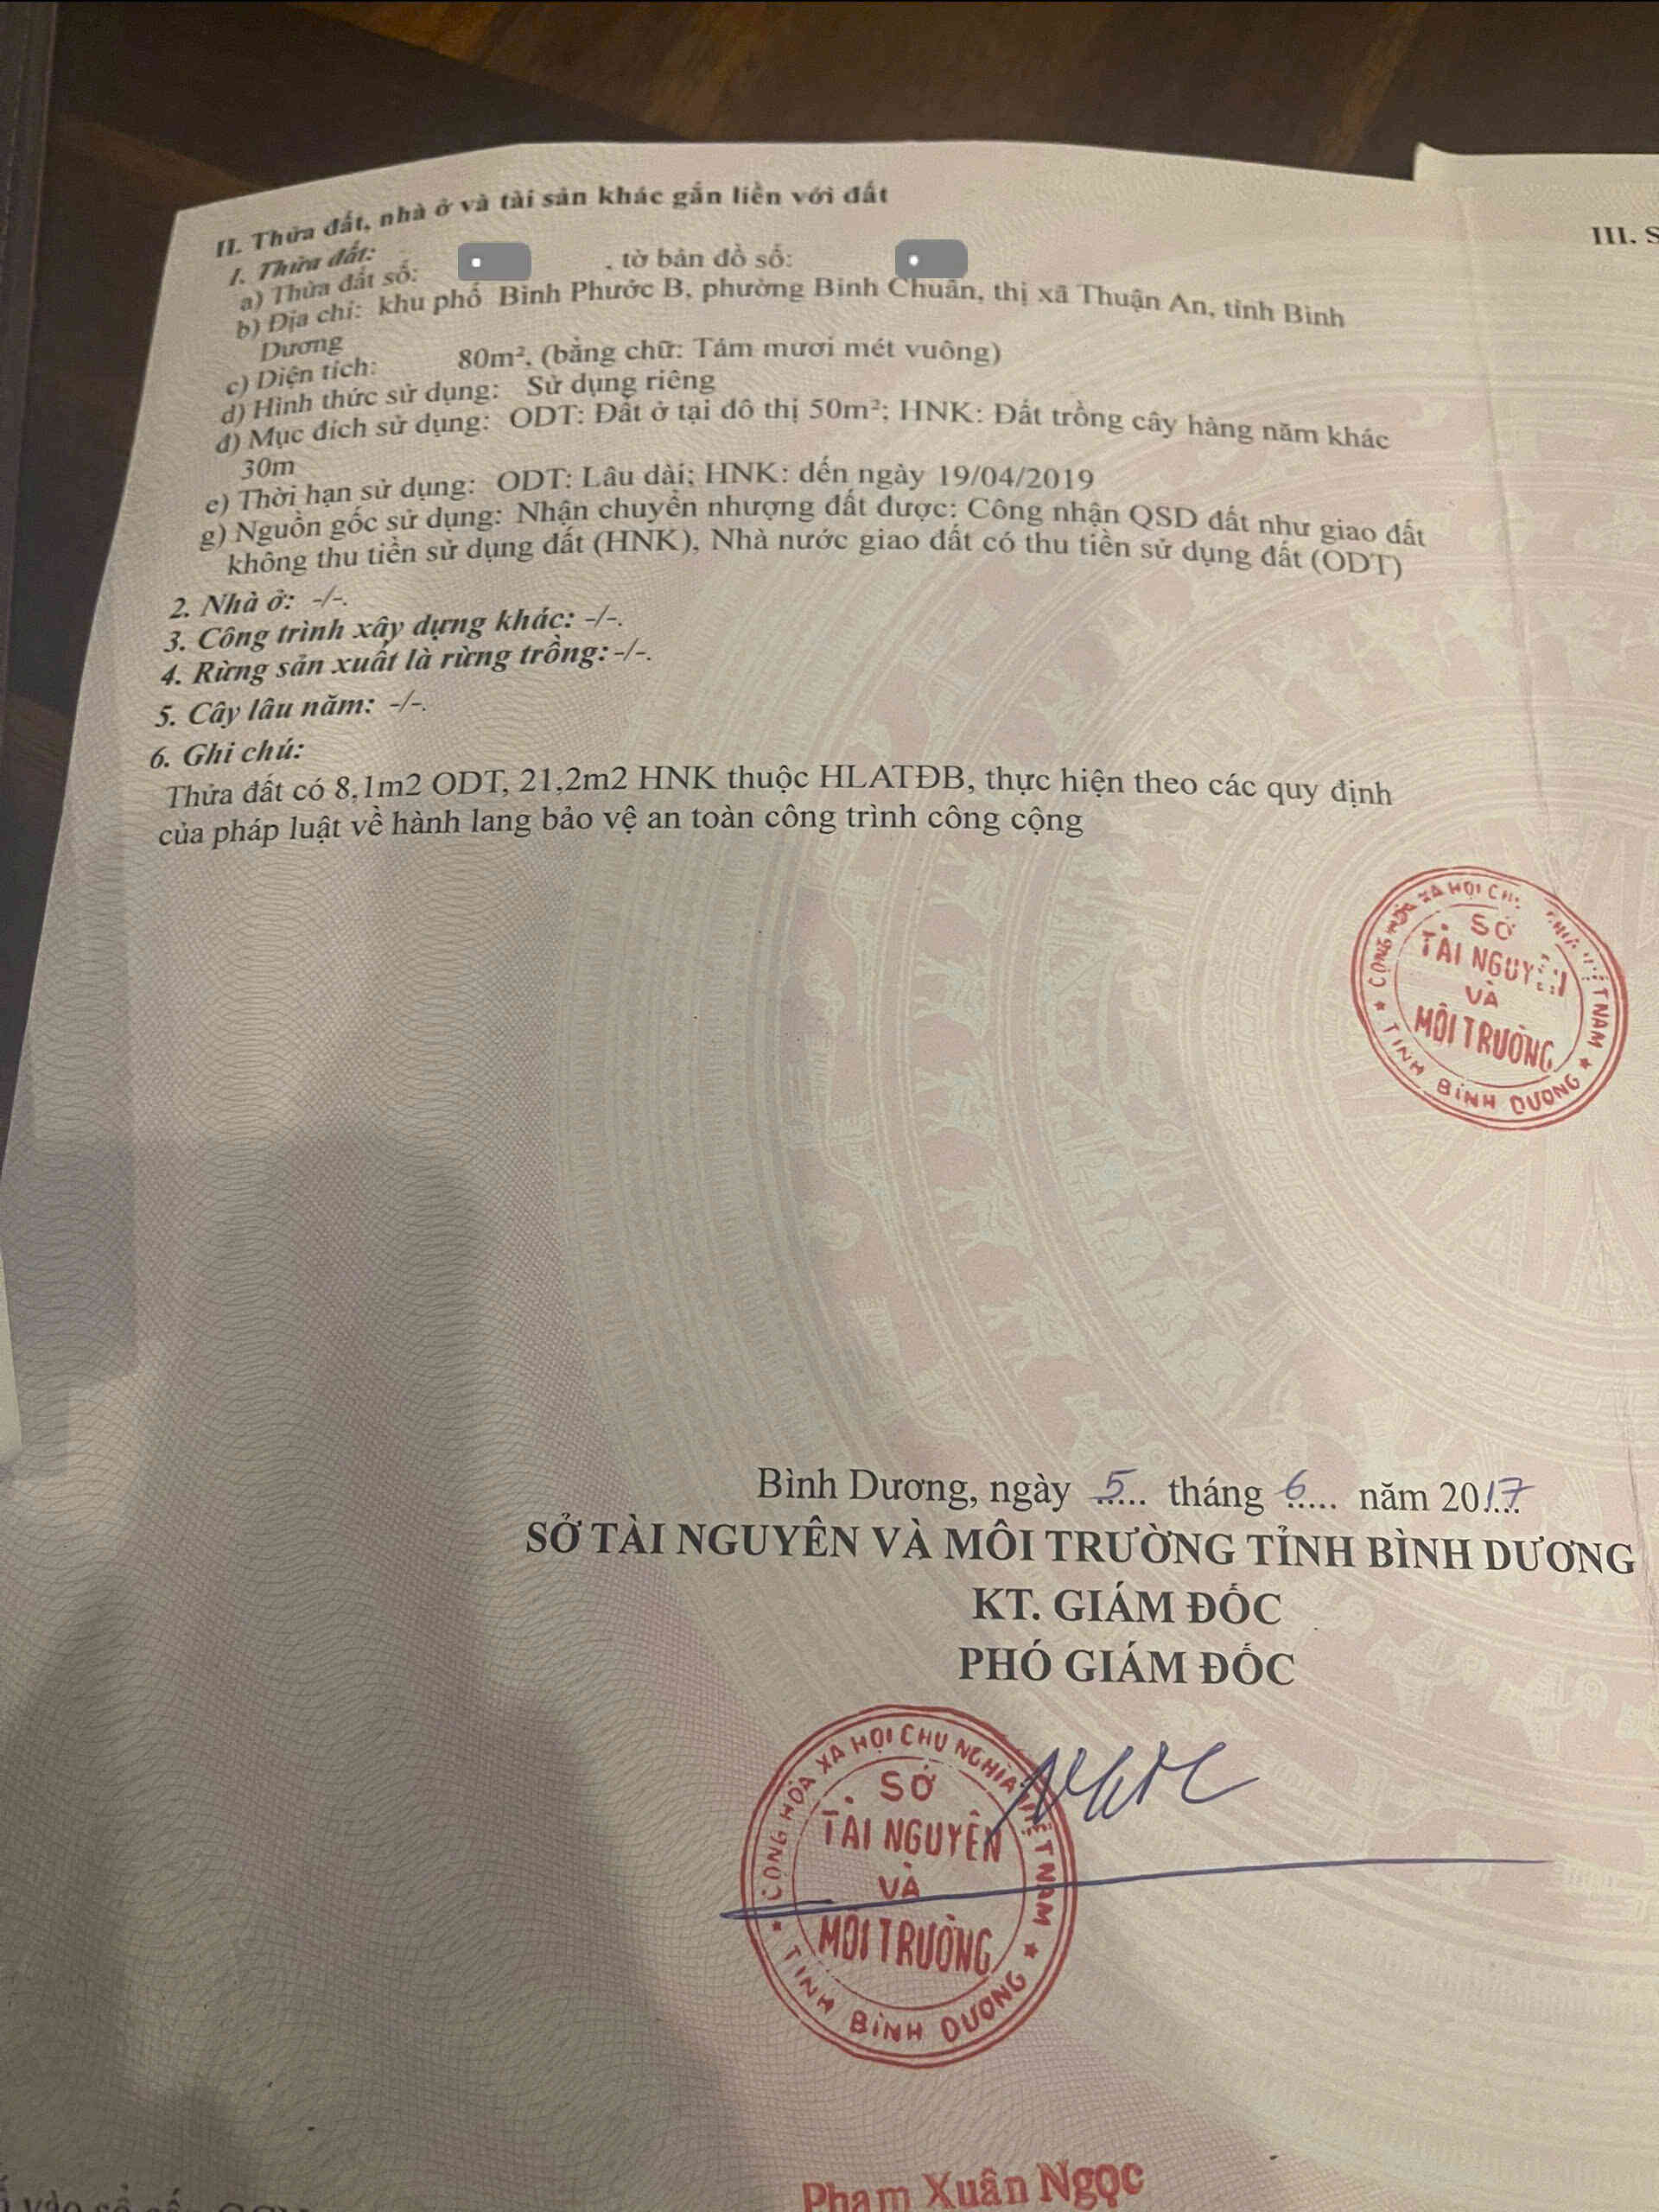 II. Thửa đất, nhà ở và tài sản khác gắn liền với đất
III. S
1. Thửa đất:
a) Thửa đất số: , tờ bản đồ số:
b) Địa chỉ: khu phố Bình Phước B, phường Bình Chuẩn, thị xã Thuận An, tỉnh Bình
Dương
c) Diện tích: 80m², (bằng chữ: Tám mươi mét vuông)
d) Hình thức sử dụng: Sử dụng riêng
đ) Mục đích sử dụng: ODT: Đất ở tại đô thị 50m²; HNK: Đất trồng cây hàng năm khác
30m
e) Thời hạn sử dụng: ODT: Lâu dài; HNK: đến ngày 19/04/2019
g) Nguồn gốc sử dụng: Nhận chuyển nhượng đất được: Công nhận QSD đất như giao đất
không thu tiền sử dụng đất (HNK), Nhà nước giao đất có thu tiền sử dụng đất (ODT)
2. Nhà ở: -/-.
3. Công trình xây dựng khác: -/-.
4. Rừng sản xuất là rừng trồng: -/-.
5. Cây lâu năm: -/-.
6. Ghi chú:
Thửa đất có 8,1m2 ODT, 21,2m2 HNK thuộc HLATĐB, thực hiện theo các quy định
của pháp luật về hành lang bảo vệ an toàn công trình công cộng
CỘNG HÒA XÃ HỘI CHỦ NGHĨA VIỆT NAM
SỞ
TÀI NGUYÊN
VÀ
MÔI TRƯỜNG
TỈNH BÌNH DƯƠNG
Bình Dương, ngày 5 tháng 6 năm 2017
SỞ TÀI NGUYÊN VÀ MÔI TRƯỜNG TỈNH BÌNH DƯƠNG
KT. GIÁM ĐỐC
PHÓ GIÁM ĐỐC
CỘNG HÒA XÃ HỘI CHỦ NGHĨA VIỆT NAM
SỞ
TÀI NGUYÊN
VÀ
MÔI TRƯỜNG
TỈNH BÌNH DƯƠNG
Phạm Xuân Ngọc